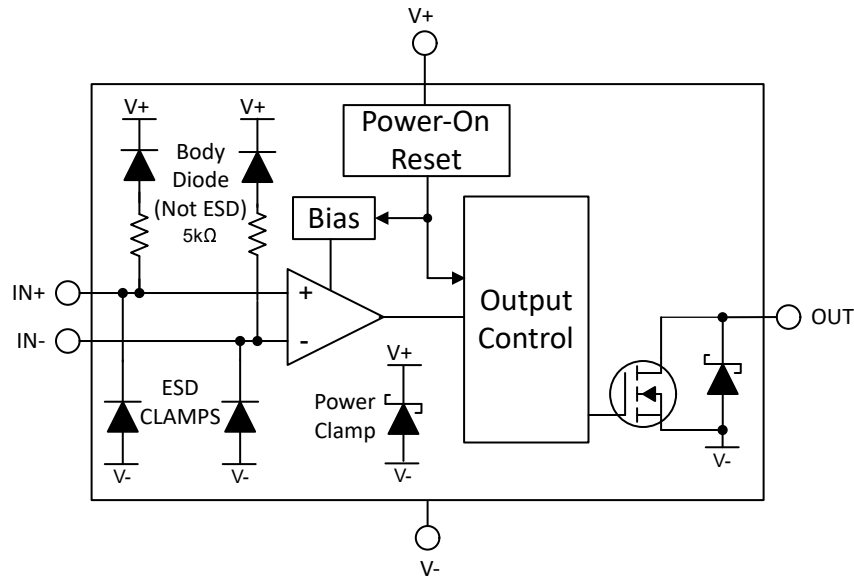 V+
V+
V+
Power-On
Reset
Body
Diode
(Not ESD)
5kΩ
Bias
IN+
+
IN-
-
Output
Control
OUT
V+
ESD
CLAMPS
Power
Clamp
V-
V-
V-
V-
V-